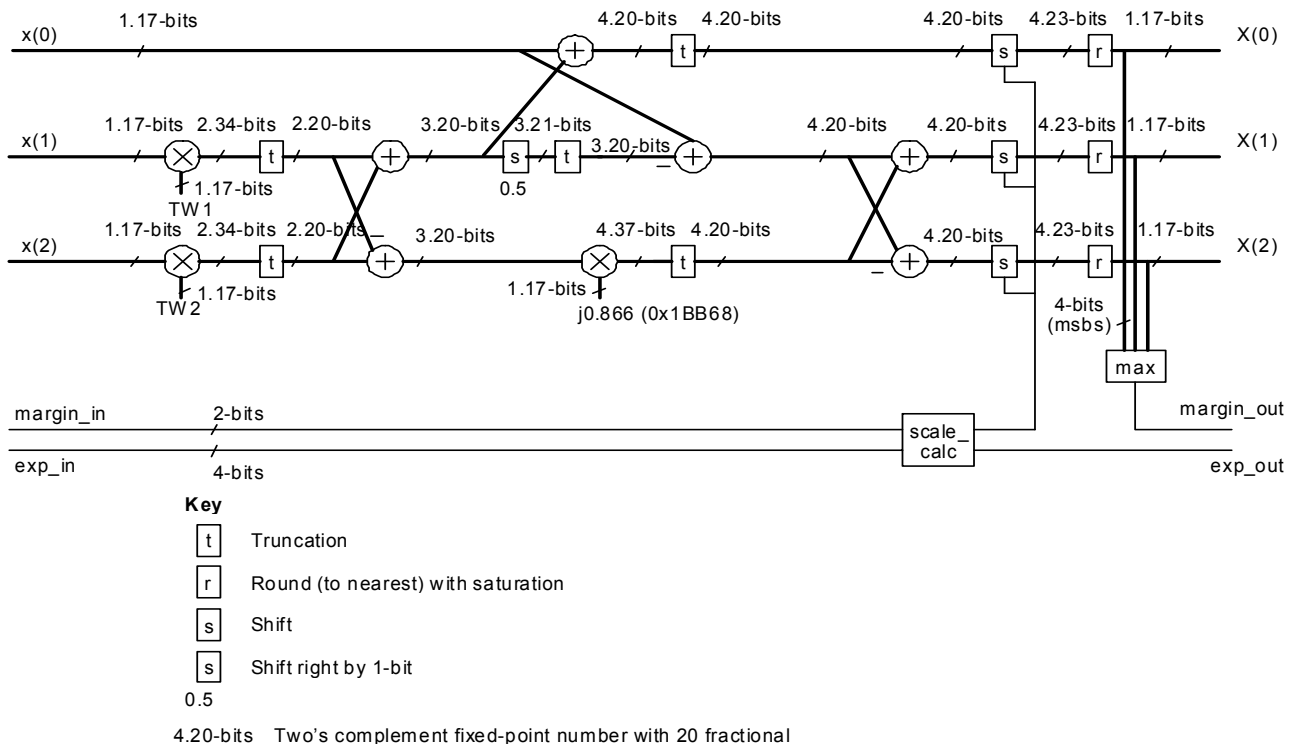 1.17-bits 4.20-bits 4.20-bits 4.20-bits 4.23-bits 1.17-bits
x(0) + t s r X(0)
1.17-bits 2.34-bits 2.20-bits 3.20-bits 3.21-bits 3.20-bits 4.20-bits 4.20-bits 4.23-bits 1.17-bits
x(1) × t + s t − + + s r X(1)
1.17-bits 0.5
TW1
1.17-bits 2.34-bits 2.20-bits − 3.20-bits 4.37-bits 4.20-bits 4.20-bits 4.23-bits 1.17-bits
x(2) × t + × t − + s r X(2)
1.17-bits 1.17-bits
TW2 j0.866 (0x1BB68)
4-bits
(msbs)
max
margin_in 2-bits margin_out
scale_
calc
exp_in 4-bits exp_out
Key
t Truncation
r Round (to nearest) with saturation
s Shift
s Shift right by 1-bit
0.5
4.20-bits Two's complement fixed-point number with 20 fractional